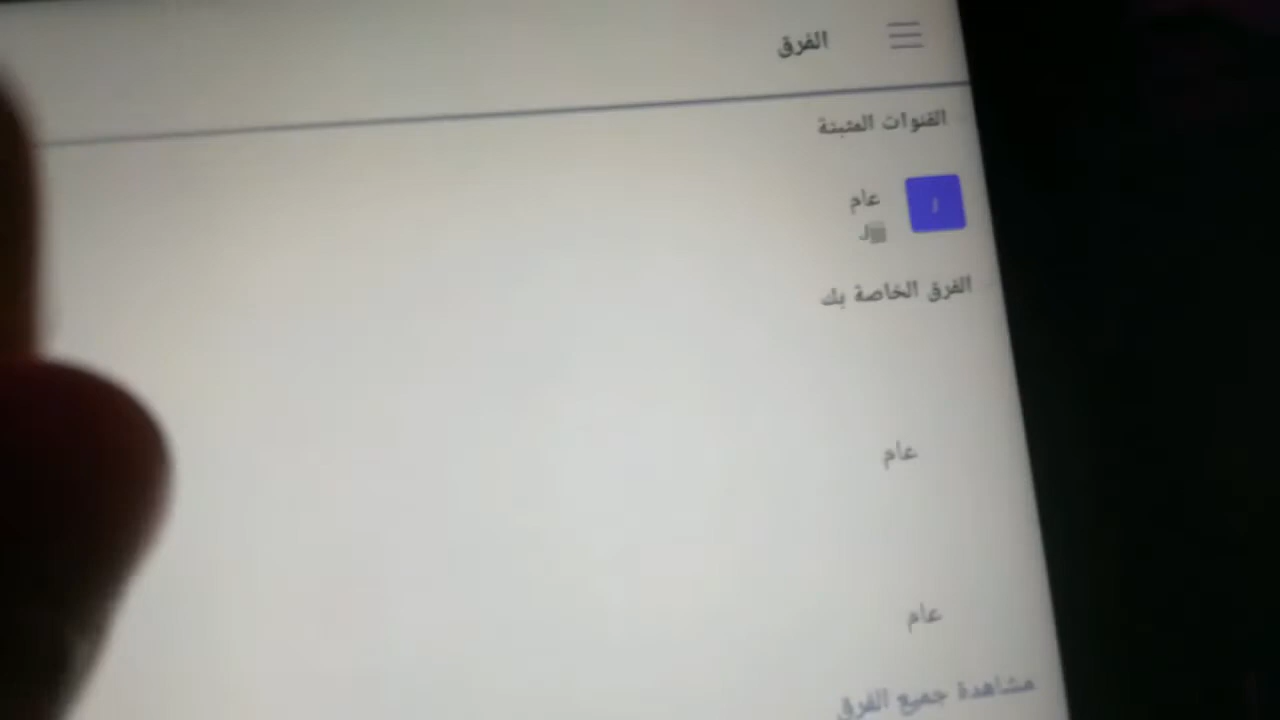 الفرق
القنوات المثبتة
عام
الفرق الخاصة بك
عام
عام
مشاهدة جميع الفرق